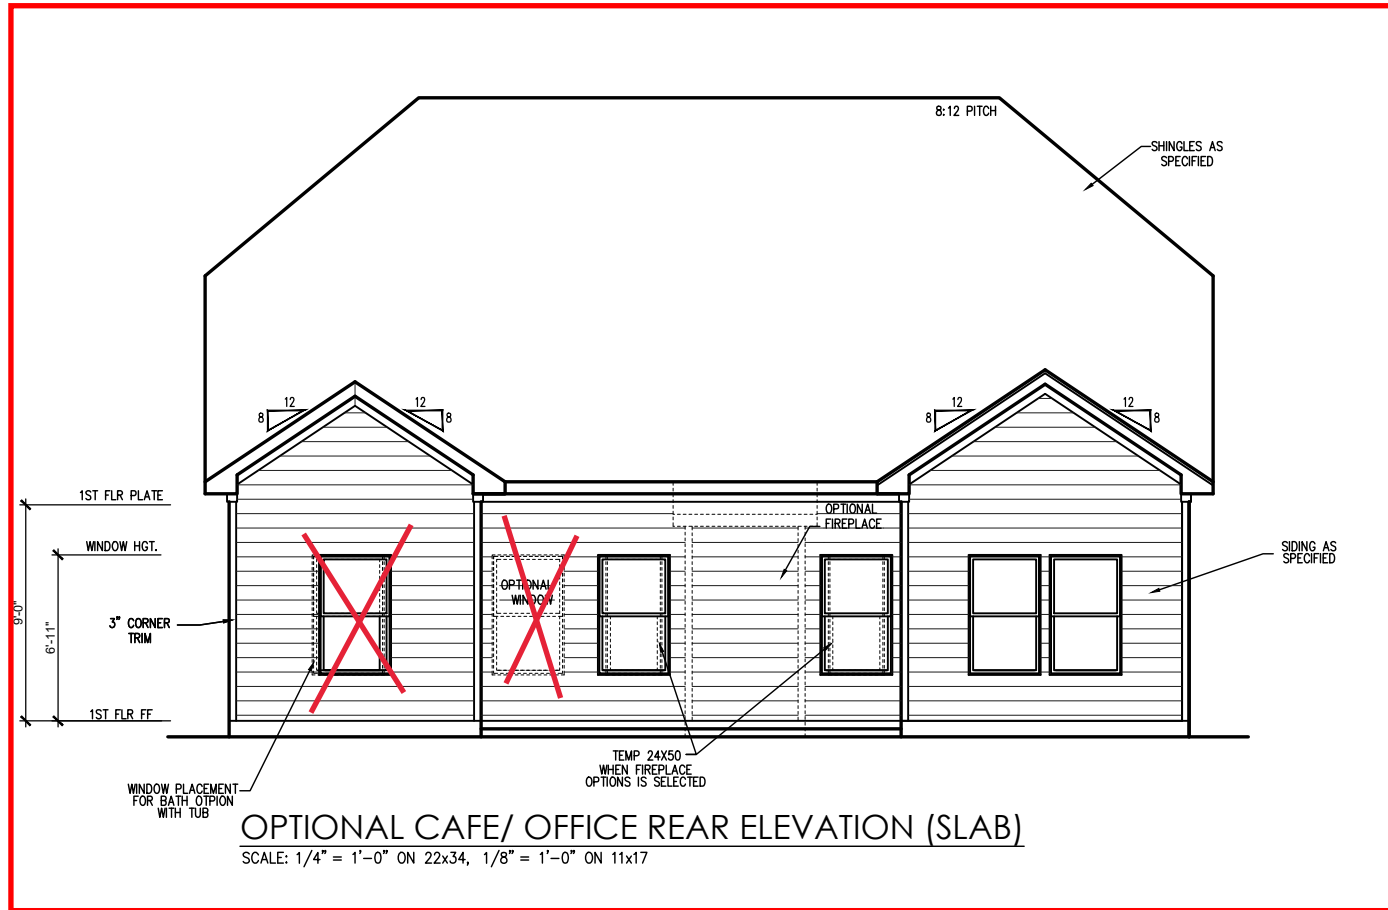 8:12 PITCH
SHINGLES AS
SPECIFIED
12
8
12
8
12
8
12
8
1ST FLR PLATE
OPTIONAL
FIREPLACE
WINDOW HGT.
SIDING AS
SPECIFIED
OPTIONAL
WINDOW
9'-0"
6'-11"
3" CORNER
TRIM
1ST FLR FF
TEMP 24X50
WHEN FIREPLACE
OPTIONS IS SELECTED
WINDOW PLACEMENT
FOR BATH OTPION
WITH TUB
OPTIONAL CAFE/ OFFICE REAR ELEVATION (SLAB)
SCALE: 1/4" = 1'-0" ON 22x34, 1/8" = 1'-0" ON 11x17